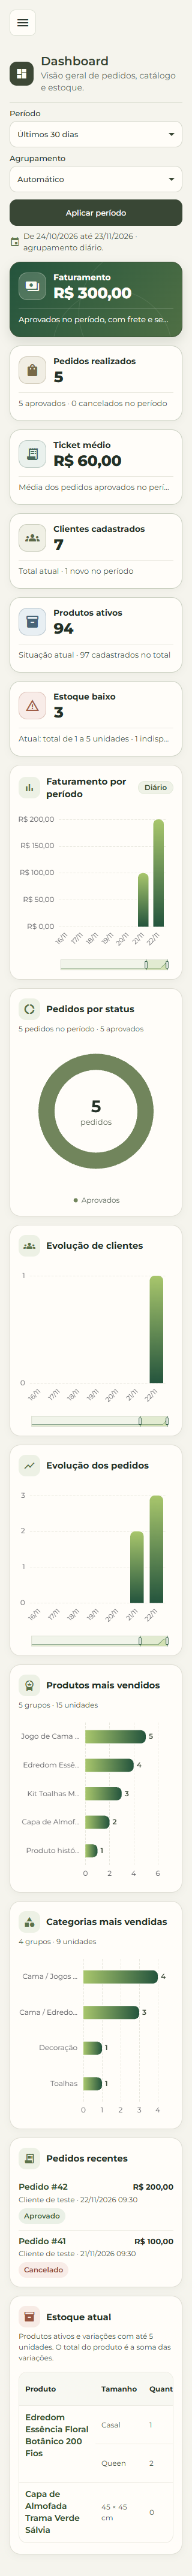 Dashboard
Visão geral de pedidos, catálogo
e estoque.
Período
Últimos 30 dias
Agrupamento
Automático
Aplicar período
De 24/10/2026 até 23/11/2026 ·
agrupamento diário.
Faturamento
R$ 300,00
Aprovados no período, com frete e se...
Pedidos realizados
5
5 aprovados · 0 cancelados no período
Ticket médio
R$ 60,00
Média dos pedidos aprovados no perí...
Clientes cadastrados
7
Total atual · 1 novo no período
Produtos ativos
94
Situação atual · 97 cadastrados no total
Estoque baixo
3
Atual: total de 1 a 5 unidades · 1 indisp...
Faturamento por
período
Diário
R$ 200,00
R$ 150,00
R$ 100,00
R$ 50,00
R$ 0,00
16/11 17/11 18/11 19/11 20/11 21/11 22/11
Pedidos por status
5 pedidos no período · 5 aprovados
5
pedidos
Aprovados
Evolução de clientes
1
0
16/11 17/11 18/11 19/11 20/11 21/11 22/11
Evolução dos pedidos
3
2
1
0
16/11 17/11 18/11 19/11 20/11 21/11 22/11
Produtos mais vendidos
5 grupos · 15 unidades
Jogo de Cama ... 5
Edredom Essê... 4
Kit Toalhas M... 3
Capa de Almof... 2
Produto histó... 1
0 2 4 6
Categorias mais vendidas
4 grupos · 9 unidades
Cama / Jogos ... 4
Cama / Edredo... 3
Decoração 1
Toalhas 1
0 1 2 3 4
Pedidos recentes
Pedido #42 R$ 200,00
Cliente de teste · 22/11/2026 09:30
Aprovado
Pedido #41 R$ 100,00
Cliente de teste · 21/11/2026 09:30
Cancelado
Estoque atual
Produtos ativos e variações com até 5
unidades. O total do produto é a soma das
variações.
Produto Tamanho Quant
Edredom
Essência Floral
Botânico 200
Fios
Casal 1
Queen 2
Capa de
Almofada
Trama Verde
Sálvia
45 × 45
cm
0